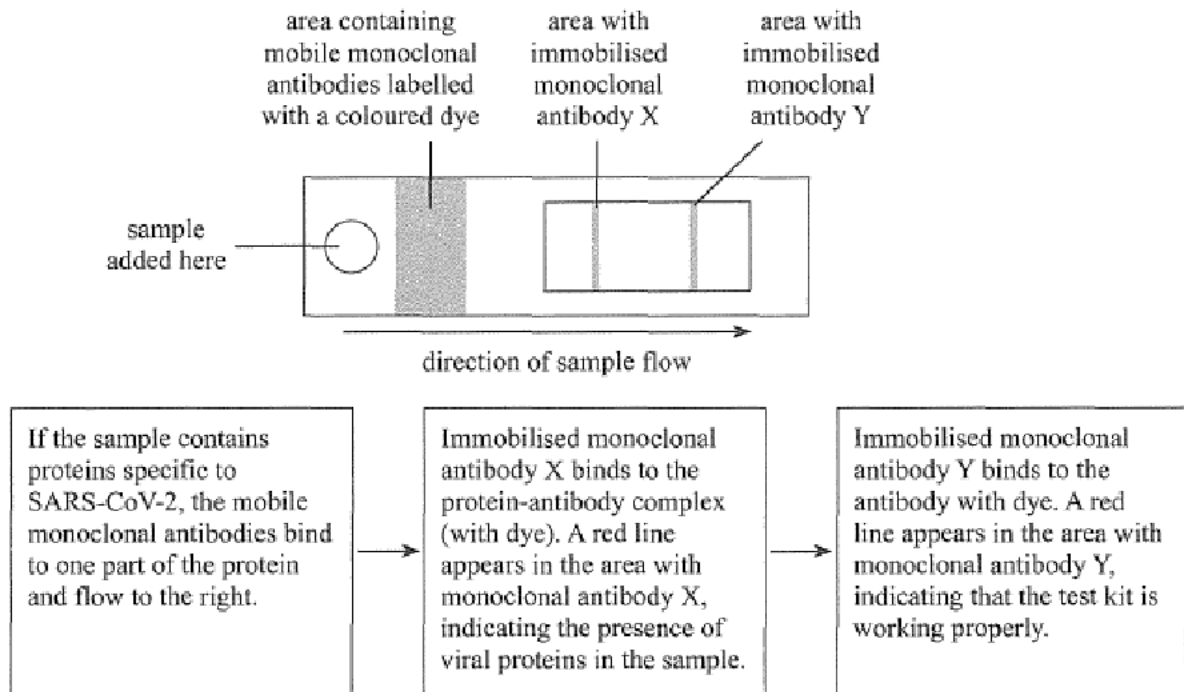 area containing
mobile monoclonal
antibodies labelled
with a coloured dye
area with
immobilised
monoclonal
antibody X
area with
immobilised
monoclonal
antibody Y
sample
added here
direction of sample flow
If the sample contains
proteins specific to
SARS-CoV-2, the mobile
monoclonal antibodies bind
to one part of the protein
and flow to the right.
Immobilised monoclonal
antibody X binds to the
protein-antibody complex
(with dye). A red line
appears in the area with
monoclonal antibody X,
indicating the presence of
viral proteins in the sample.
Immobilised monoclonal
antibody Y binds to the
antibody with dye. A red
line appears in the area with
monoclonal antibody Y,
indicating that the test kit is
working properly.